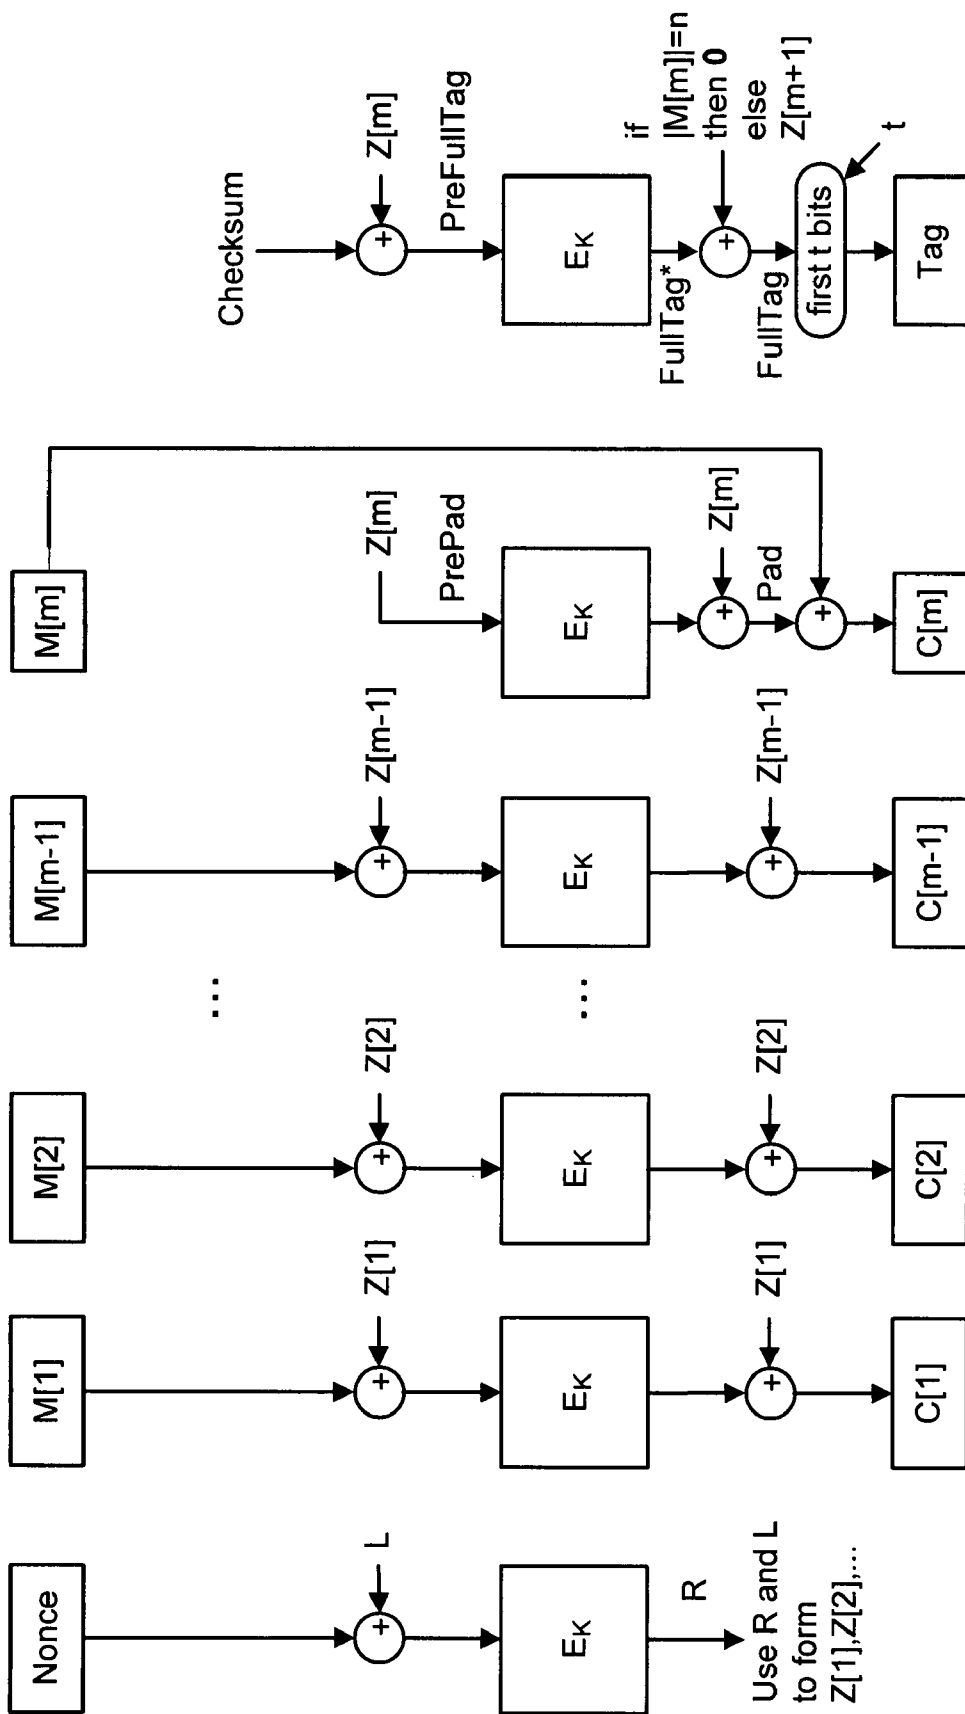 Nonce
L
E_K
R
Use R and L
to form
Z[1],Z[2],...
M[1]
Z[1]
E_K
Z[1]
C[1]
M[2]
Z[2]
E_K
Z[2]
C[2]
...
...
M[m-1]
Z[m-1]
E_K
Z[m-1]
C[m-1]
M[m]
Z[m]
PrePad
E_K
Z[m]
Pad
C[m]
Checksum
Z[m]
PreFullTag
E_K
FullTag*
if
|M[m]|=n
then 0
else
Z[m+1]
FullTag
first t bits
t
Tag